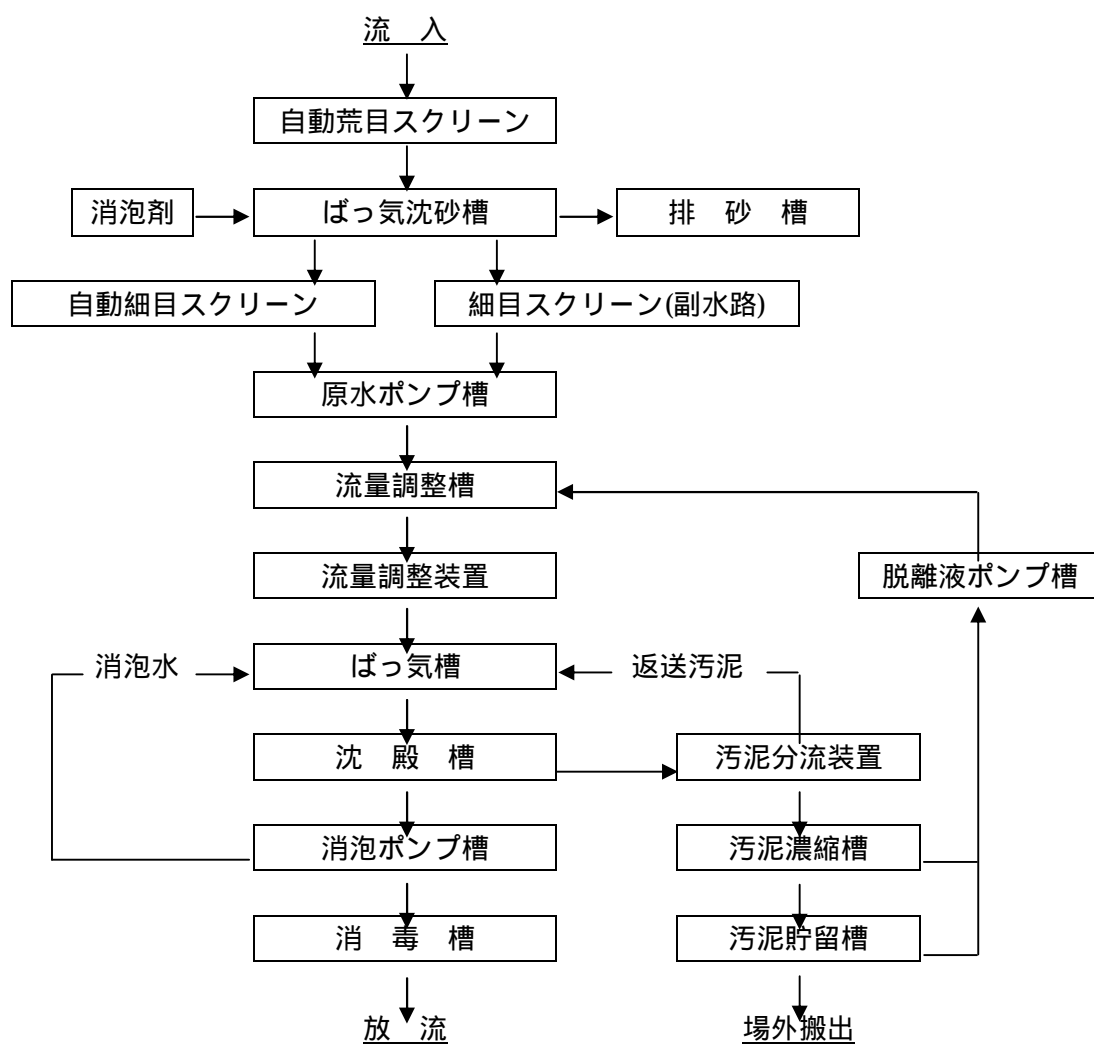 流　入
自動荒目スクリーン
消泡剤
ばっ気沈砂槽
排　砂　槽
自動細目スクリーン
細目スクリーン(副水路)
原水ポンプ槽
流量調整槽
流量調整装置
脱離液ポンプ槽
消泡水
ばっ気槽
返送汚泥
沈　殿　槽
汚泥分流装置
消泡ポンプ槽
汚泥濃縮槽
消　毒　槽
汚泥貯留槽
放　流
場外搬出